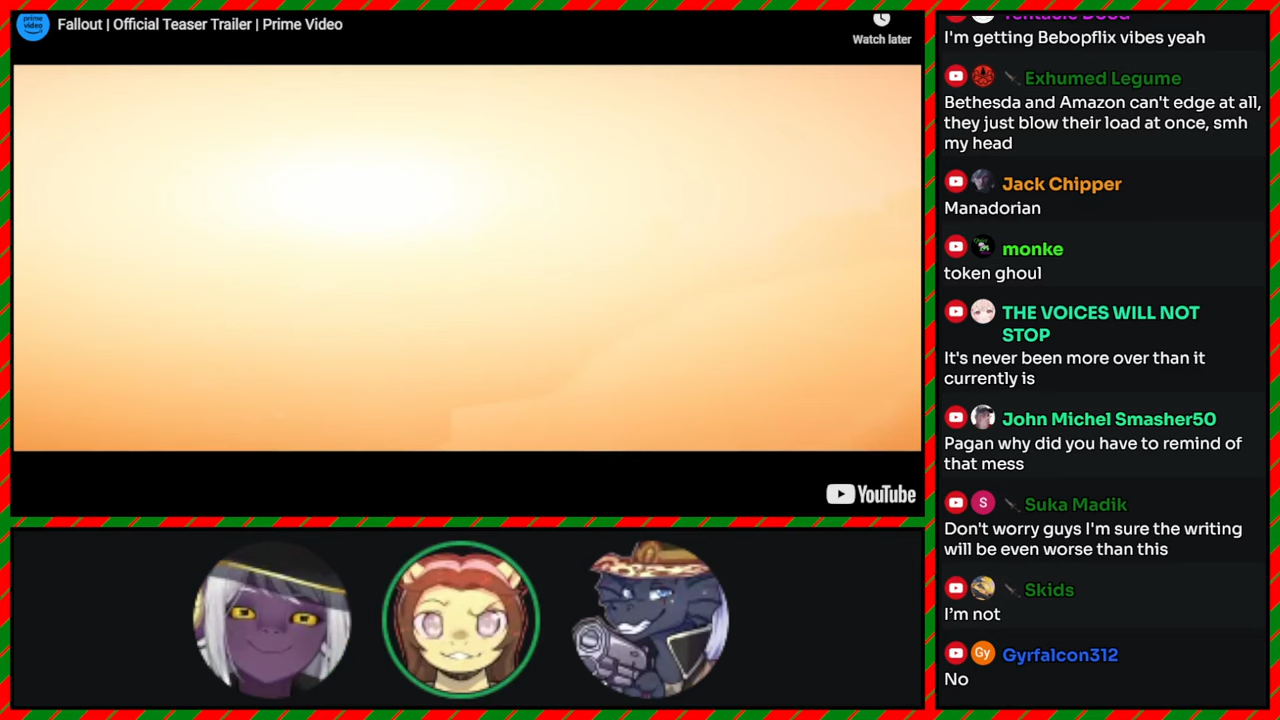 prime video
Fallout | Official Teaser Trailer | Prime Video
Watch later
YouTube
Tentacle Dood
I'm getting Bebopflix vibes yeah
Exhumed Legume
Bethesda and Amazon can't edge at all,
they just blow their load at once, smh
my head
Jack Chipper
Manadorian
monke
token ghoul
THE VOICES WILL NOT
STOP
It's never been more over than it
currently is
John Michel Smasher50
Pagan why did you have to remind of
that mess
S
Suka Madik
Don't worry guys I'm sure the writing
will be even worse than this
Skids
I'm not
Gy
Gyrfalcon312
No